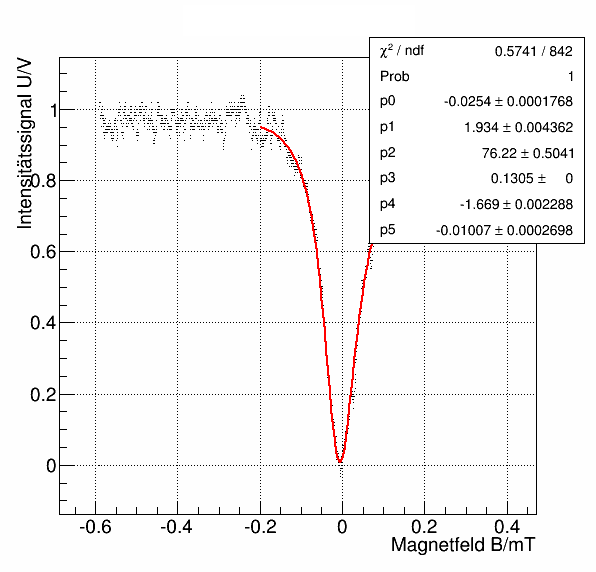 χ² / ndf 0.5741 / 842
Prob 1
p0 -0.0254 ± 0.0001768
p1 1.934 ± 0.004362
p2 76.22 ± 0.5041
p3 0.1305 ± 0
p4 -1.669 ± 0.002288
p5 -0.01007 ± 0.0002698
Intensitätssignal U/V
1
0.8
0.6
0.4
0.2
0
-0.6 -0.4 -0.2 0 0.2 0.4
Magnetfeld B/mT